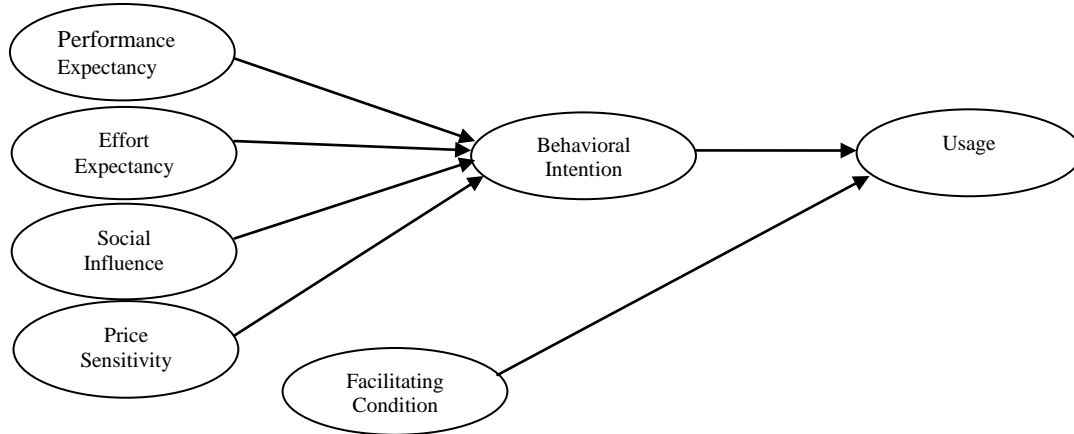 Performance
Expectancy
Effort
Expectancy
Social
Influence
Price
Sensitivity
Behavioral
Intention
Usage
Facilitating
Condition